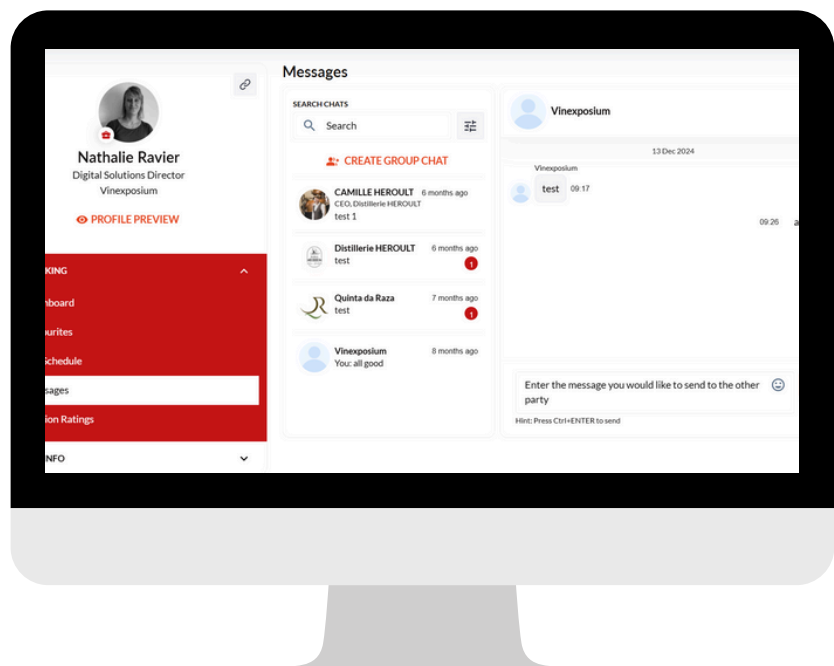 Nathalie Ravier
Digital Solutions Director
Vinexposium
PROFILE PREVIEW
KING
nboard
urites
Schedule
sages
ion Ratings
NFO
Messages
SEARCH CHATS
Search
CREATE GROUP CHAT
CAMILLE HEROULT 6 months ago
CEO, Distillerie HEROULT
test 1
Distillerie HEROULT 6 months ago
test 1
Quinta da Raza 7 months ago
test 1
Vinexposium 8 months ago
You: all good
Vinexposium
13 Dec 2024
Vinexposium
test 09:17
09:26 a
Enter the message you would like to send to the other
party
Hint: Press Ctrl+ENTER to send